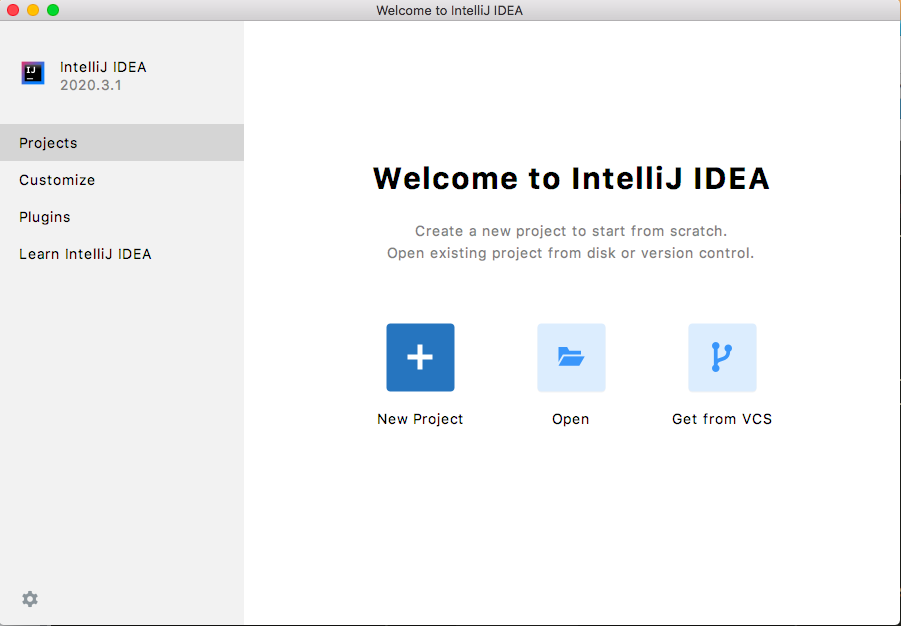 Welcome to IntelliJ IDEA
IJ
IntelliJ IDEA
2020.3.1
Projects
Customize
Plugins
Learn IntelliJ IDEA
Welcome to IntelliJ IDEA
Create a new project to start from scratch.
Open existing project from disk or version control.
New Project
Open
Get from VCS